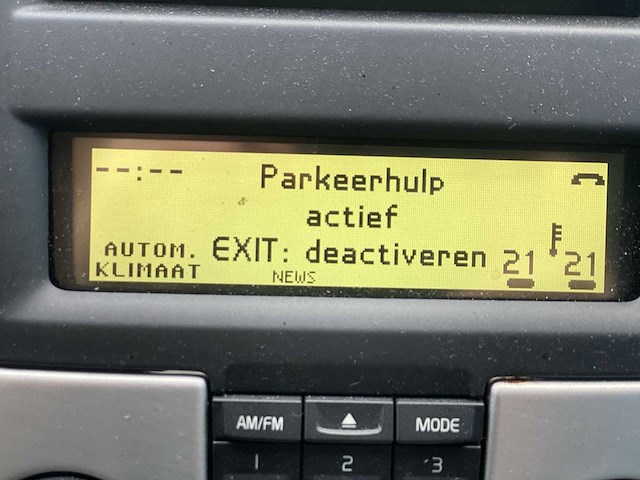 --:-- Parkeerhulp
actief
AUTOM. EXIT: deactiveren 21 21
KLIMAAT NEWS
AM/FM MODE
1 2 3